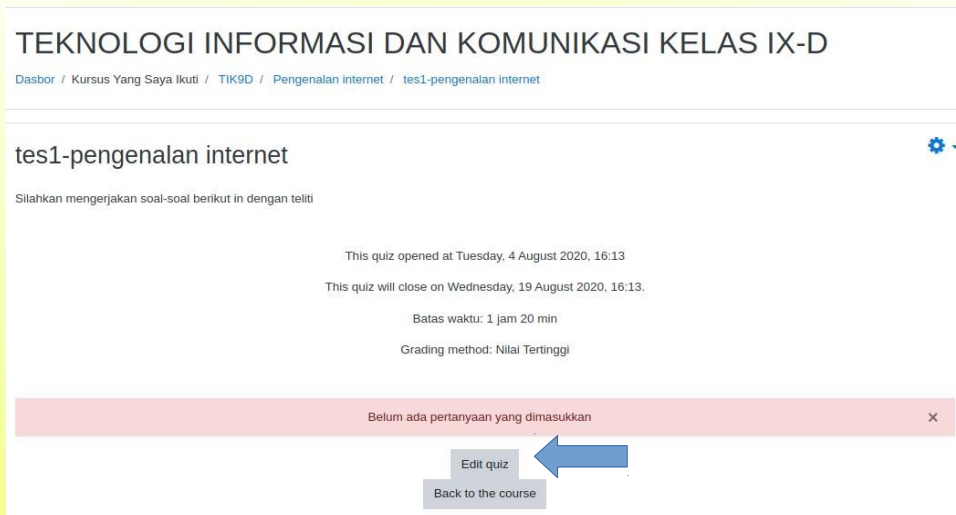 TEKNOLOGI INFORMASI DAN KOMUNIKASI KELAS IX-D
Dasbor / Kursus Yang Saya Ikuti / TIK9D / Pengenalan internet / tes1-pengenalan internet
tes1-pengenalan internet
Silahkan mengerjakan soal-soal berikut in dengan teliti
This quiz opened at Tuesday, 4 August 2020, 16:13
This quiz will close on Wednesday, 19 August 2020, 16:13.
Batas waktu: 1 jam 20 min
Grading method: Nilai Tertinggi
Belum ada pertanyaan yang dimasukkan ×
Edit quiz
Back to the course